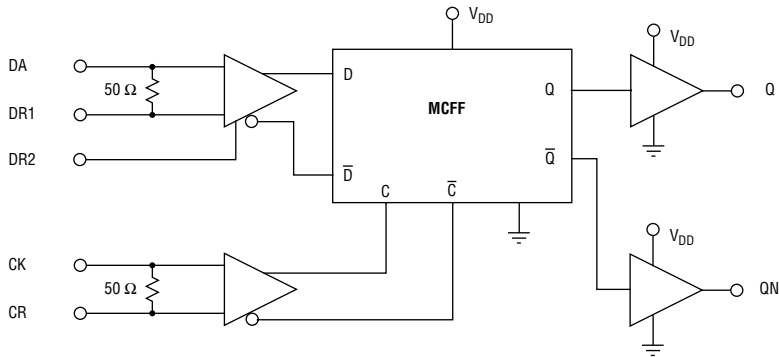 V_DD
DA
50 Ω
DR1
DR2
D
D̅
MCFF
Q
Q̅
C
C̅
V_DD
Q
CK
50 Ω
CR
V_DD
QN